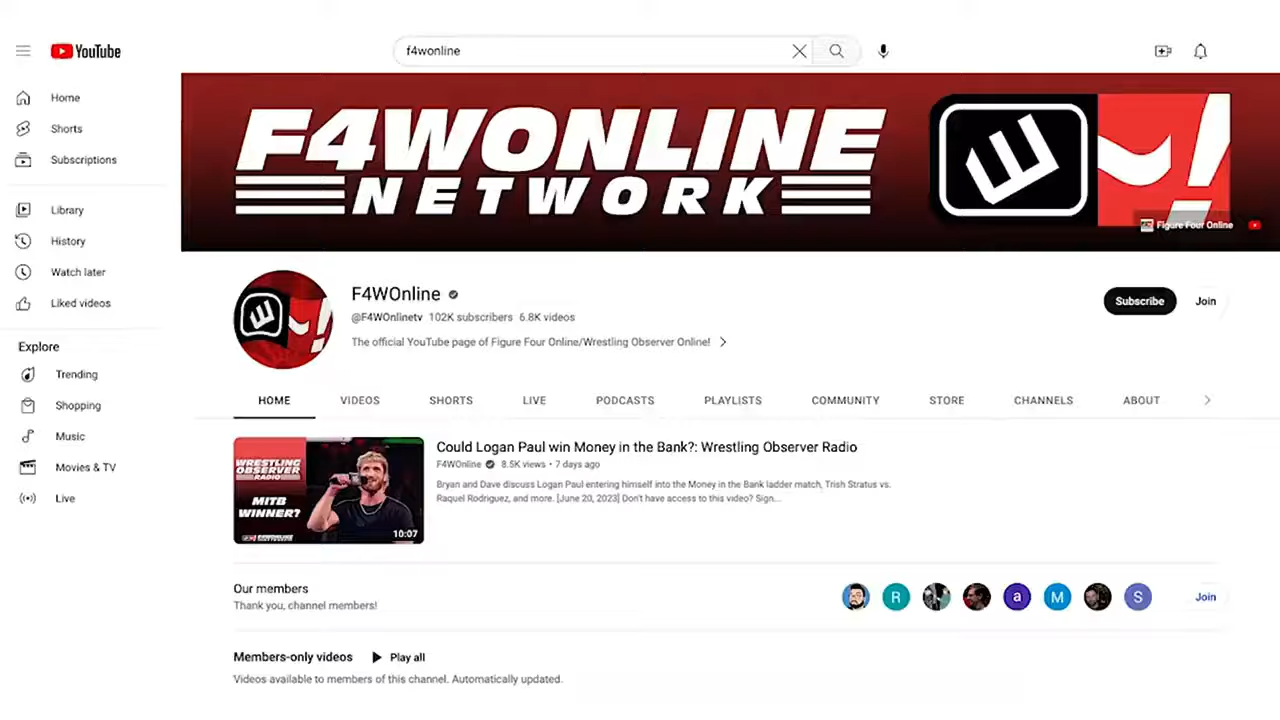 YouTube
f4wonline
Home
Shorts
Subscriptions
Library
History
Watch later
Liked videos
Explore
Trending
Shopping
Music
Movies & TV
Live
F4WONLINE
NETWORK
Figure Four Online
F4WOnline
@F4WOnlinetv 102K subscribers 6.8K videos
The official YouTube page of Figure Four Online/Wrestling Observer Online!
Subscribe
Join
HOME VIDEOS SHORTS LIVE PODCASTS PLAYLISTS COMMUNITY STORE CHANNELS ABOUT
WRESTLING
OBSERVER
RADIO
MITB
WINNER?
10:07
Could Logan Paul win Money in the Bank?: Wrestling Observer Radio
F4WOnline 8.5K views • 7 days ago
Bryan and Dave discuss Logan Paul entering himself into the Money in the Bank ladder match, Trish Stratus vs.
Raquel Rodriguez, and more. [June 20, 2023] Don't have access to this video? Sign...
Our members
Thank you, channel members!
R a M S
Join
Members-only videos Play all
Videos available to members of this channel. Automatically updated.